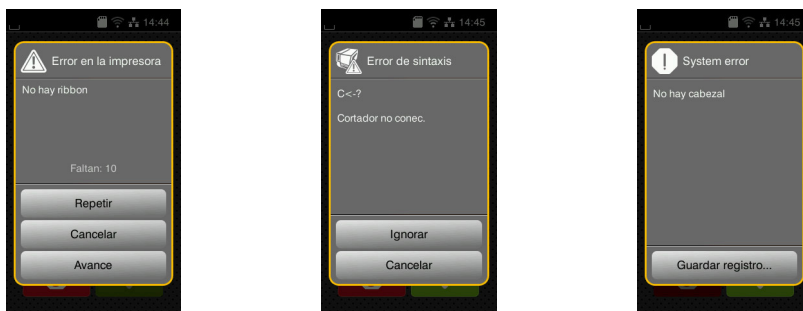 14:44
Error en la impresora
No hay ribbon
Faltan: 10
Repetir
Cancelar
Avance
14:45
Error de sintaxis
C<-?
Cortador no conec.
Ignorar
Cancelar
14:45
System error
No hay cabezal
Guardar registro...